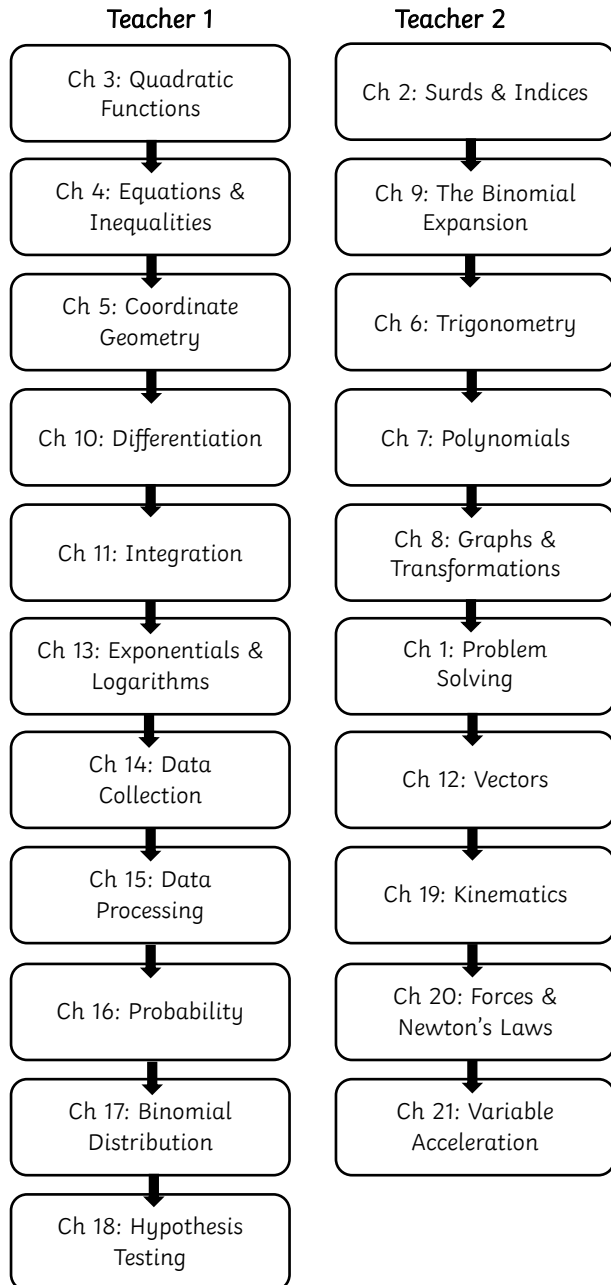 Teacher 1
Ch 3: Quadratic
Functions
Ch 4: Equations &
Inequalities
Ch 5: Coordinate
Geometry
Ch 10: Differentiation
Ch 11: Integration
Ch 13: Exponentials &
Logarithms
Ch 14: Data
Collection
Ch 15: Data
Processing
Ch 16: Probability
Ch 17: Binomial
Distribution
Ch 18: Hypothesis
Testing
Teacher 2
Ch 2: Surds & Indices
Ch 9: The Binomial
Expansion
Ch 6: Trigonometry
Ch 7: Polynomials
Ch 8: Graphs &
Transformations
Ch 1: Problem
Solving
Ch 12: Vectors
Ch 19: Kinematics
Ch 20: Forces &
Newton's Laws
Ch 21: Variable
Acceleration